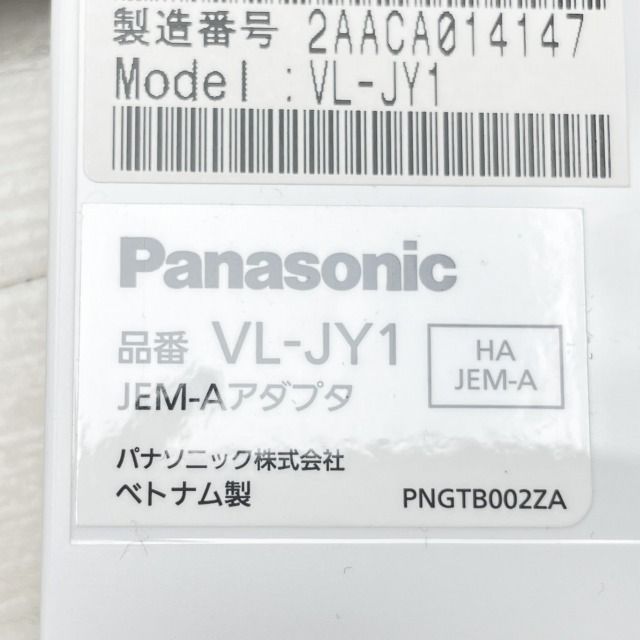 製造番号 2AACA014147
Model : VL-JY1
Panasonic
品番 VL-JY1
HA
JEM-A
JEM-Aアダプタ
パナソニック株式会社
ベトナム製
PNGTB002ZA